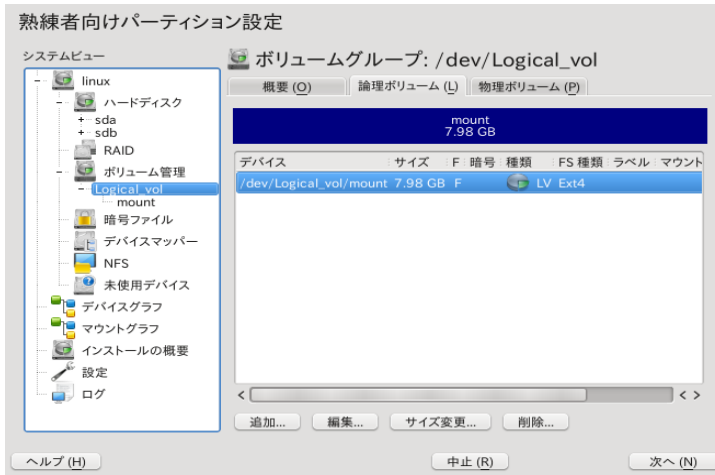 熟練者向けパーティション設定
システムビュー
linux
ハードディスク
sda
sdb
RAID
ボリューム管理
Logical_vol
mount
暗号ファイル
デバイスマッパー
NFS
未使用デバイス
デバイスグラフ
マウントグラフ
インストールの概要
設定
ログ
ボリュームグループ: /dev/Logical_vol
概要 (O) 論理ボリューム (L) 物理ボリューム (P)
mount
7.98 GB
デバイス サイズ F 暗号 種類 FS 種類 ラベル マウント
/dev/Logical_vol/mount 7.98 GB F LV Ext4
追加... 編集... サイズ変更... 削除...
ヘルプ (H) 中止 (R) 次へ (N)